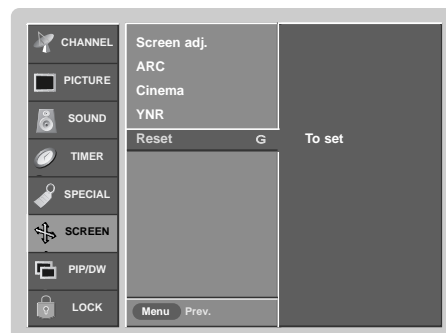 CHANNEL
PICTURE
SOUND
TIMER
SPECIAL
SCREEN
PIP/DW
LOCK
Screen adj.
ARC
Cinema
YNR
Reset G To set
Menu Prev.